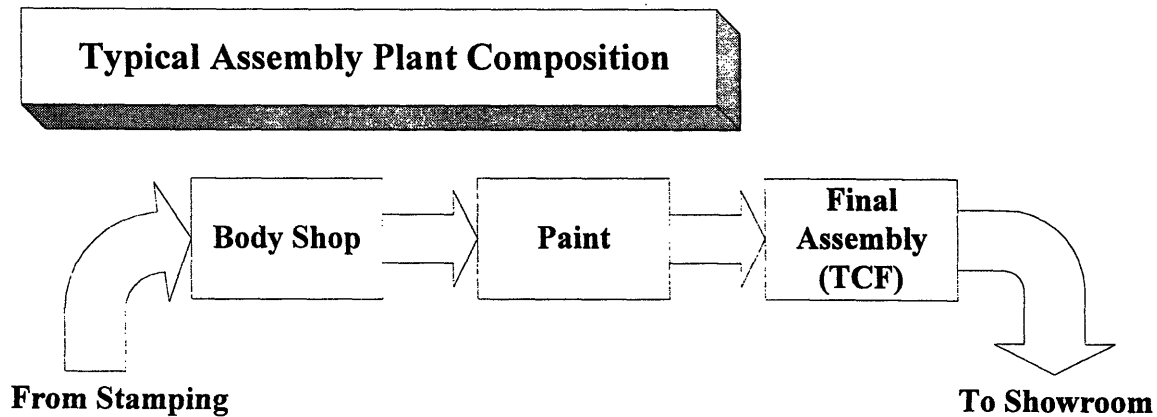 Typical Assembly Plant Composition
Body Shop
Paint
Final
Assembly
(TCF)
From Stamping
To Showroom